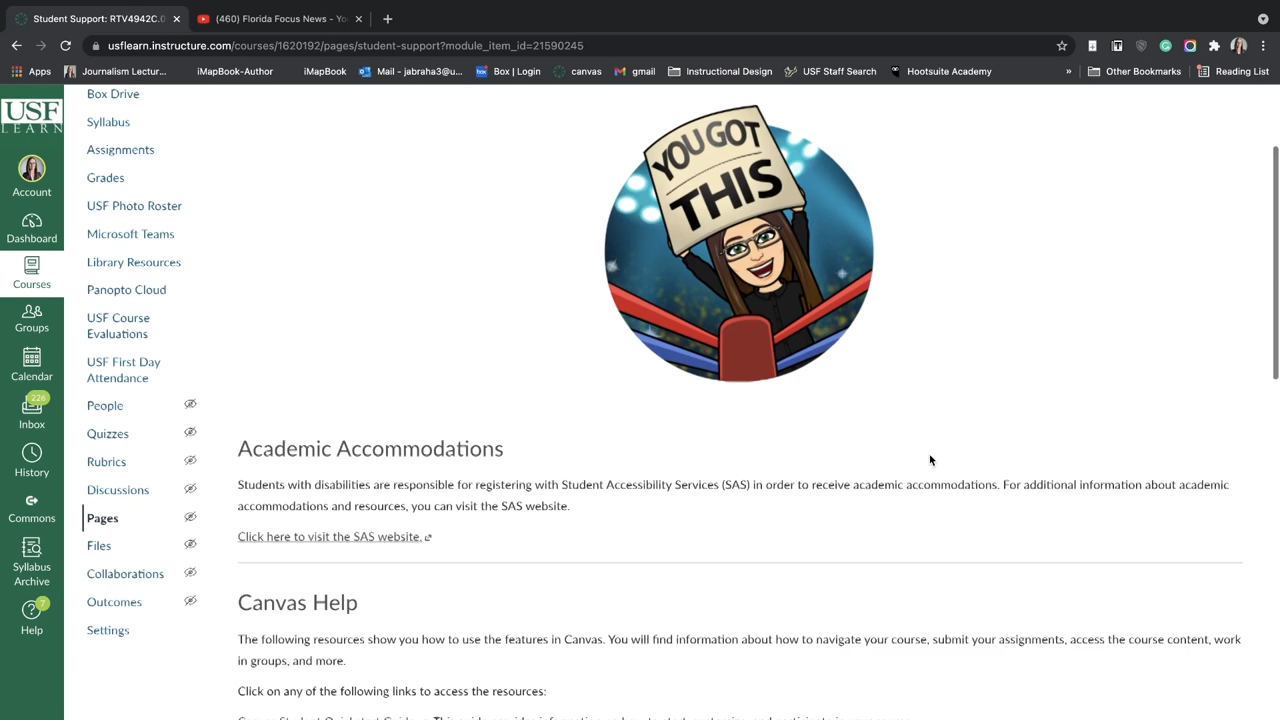 Student Support: RTV4942C.0
(460) Florida Focus News - Yo
usflearn.instructure.com/courses/1620192/pages/student-support?module_item_id=21590245
Apps
Journalism Lectur...
iMapBook-Author
iMapBook
Mail - jabraha3@u...
Box | Login
canvas
gmail
Instructional Design
USF Staff Search
Hootsuite Academy
»
Other Bookmarks
Reading List
USF
LEARN
Account
Dashboard
Courses
Groups
Calendar
226
Inbox
History
Commons
Syllabus
Archive
7
Help
Box Drive
Syllabus
Assignments
Grades
USF Photo Roster
Microsoft Teams
Library Resources
Panopto Cloud
USF Course
Evaluations
USF First Day
Attendance
People
Quizzes
Rubrics
Discussions
Pages
Files
Collaborations
Outcomes
Settings
YOU GOT
THIS
Academic Accommodations
Students with disabilities are responsible for registering with Student Accessibility Services (SAS) in order to receive academic accommodations. For additional information about academic
accommodations and resources, you can visit the SAS website.
Click here to visit the SAS website.
Canvas Help
The following resources show you how to use the features in Canvas. You will find information about how to navigate your course, submit your assignments, access the course content, work
in groups, and more.
Click on any of the following links to access the resources: